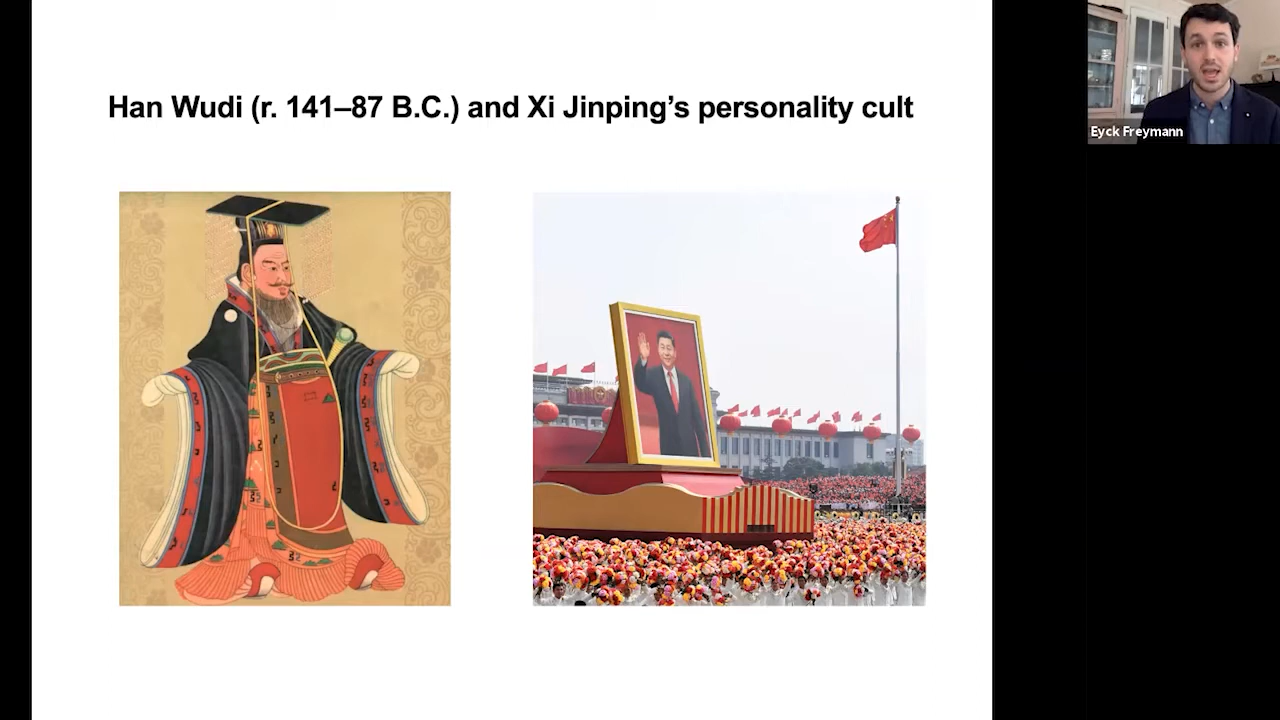 Han Wudi (r. 141–87 B.C.) and Xi Jinping's personality cult
Eyck Freymann